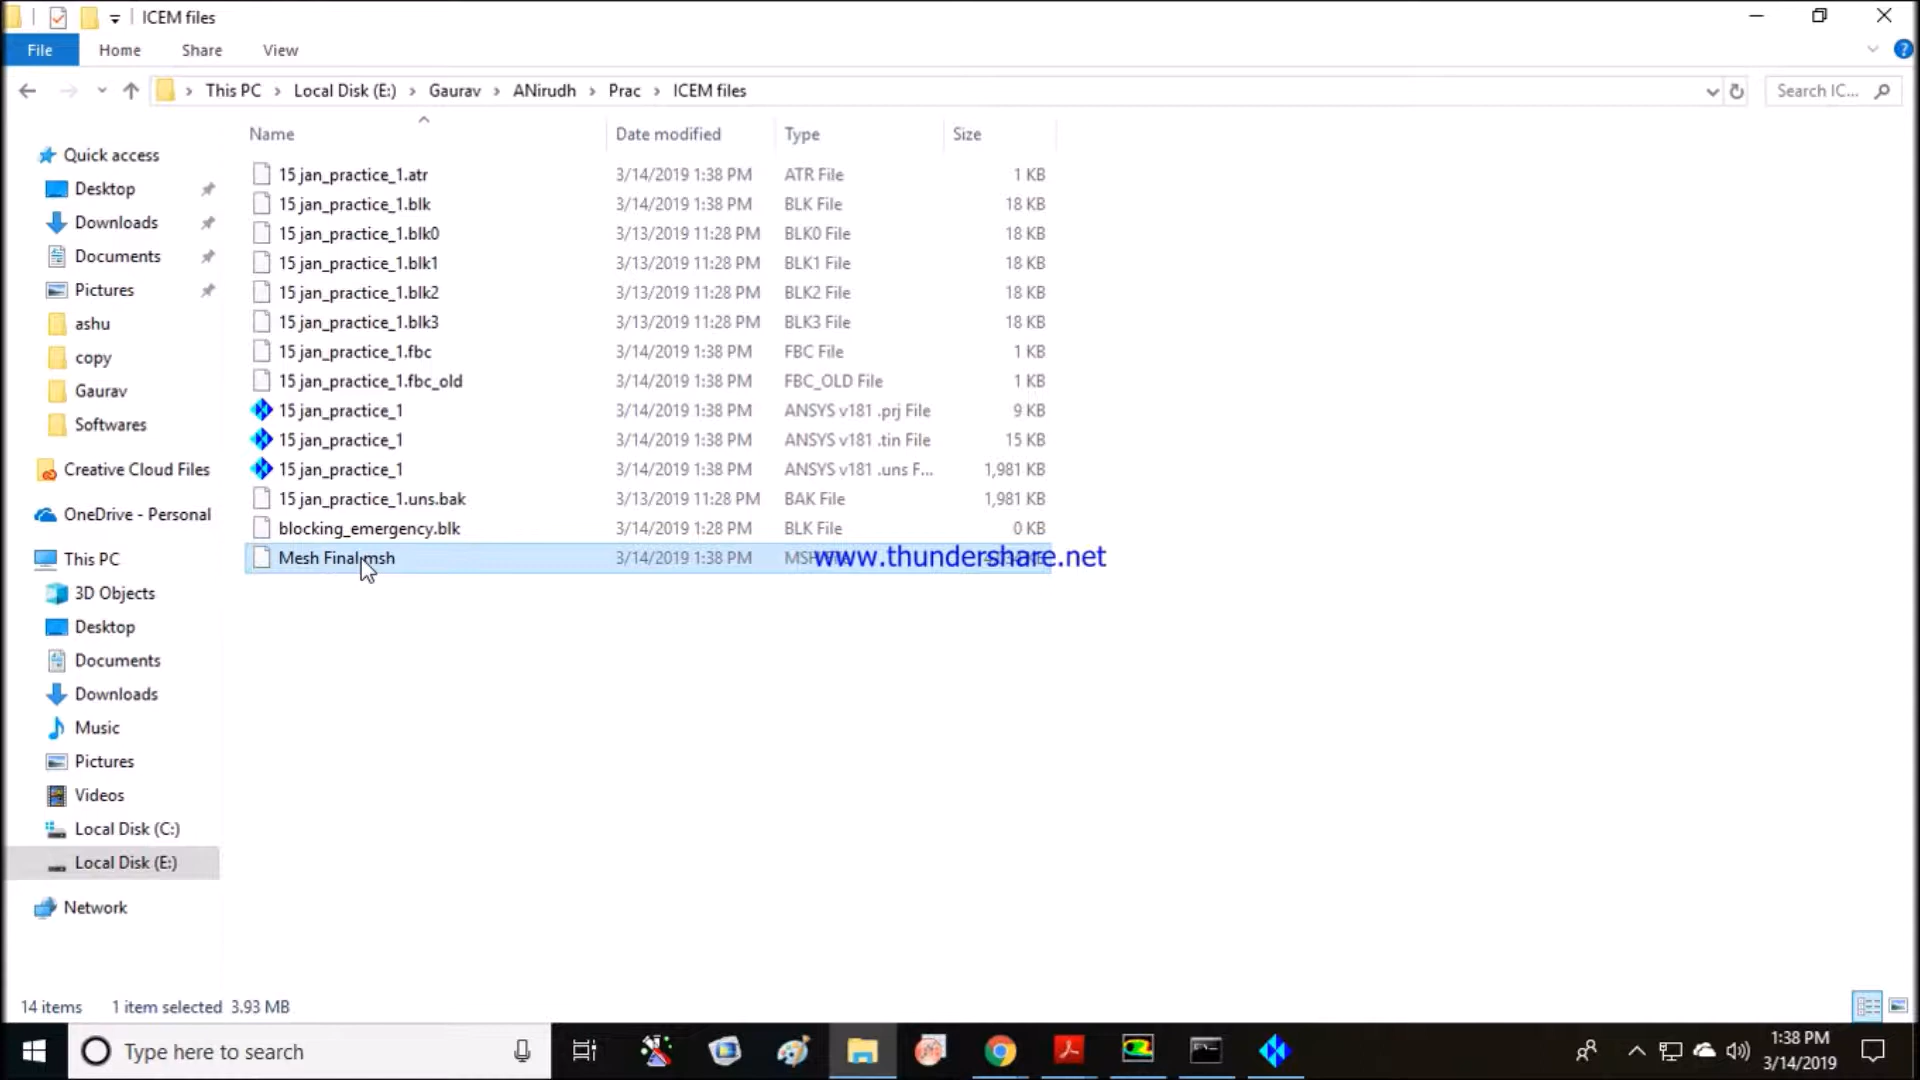 ICEM files
File Home Share View
This PC Local Disk (E:) Gaurav ANirudh Prac ICEM files
Search IC...
Name Date modified Type Size
Quick access
Desktop
Downloads
Documents
Pictures
ashu
copy
Gaurav
Softwares
Creative Cloud Files
OneDrive - Personal
This PC
3D Objects
Desktop
Documents
Downloads
Music
Pictures
Videos
Local Disk (C:)
Local Disk (E:)
Network
15 jan_practice_1.atr 3/14/2019 1:38 PM ATR File 1 KB
15 jan_practice_1.blk 3/14/2019 1:38 PM BLK File 18 KB
15 jan_practice_1.blk0 3/13/2019 11:28 PM BLK0 File 18 KB
15 jan_practice_1.blk1 3/13/2019 11:28 PM BLK1 File 18 KB
15 jan_practice_1.blk2 3/13/2019 11:28 PM BLK2 File 18 KB
15 jan_practice_1.blk3 3/13/2019 11:28 PM BLK3 File 18 KB
15 jan_practice_1.fbc 3/14/2019 1:38 PM FBC File 1 KB
15 jan_practice_1.fbc_old 3/14/2019 1:38 PM FBC_OLD File 1 KB
15 jan_practice_1 3/14/2019 1:38 PM ANSYS v181 .prj File 9 KB
15 jan_practice_1 3/14/2019 1:38 PM ANSYS v181 .tin File 15 KB
15 jan_practice_1 3/14/2019 1:38 PM ANSYS v181 .uns F... 1,981 KB
15 jan_practice_1.uns.bak 3/13/2019 11:28 PM BAK File 1,981 KB
blocking_emergency.blk 3/14/2019 1:28 PM BLK File 0 KB
Mesh Final.msh 3/14/2019 1:38 PM MSH File KB
www.thundershare.net
14 items 1 item selected 3.93 MB
Type here to search
1:38 PM
3/14/2019